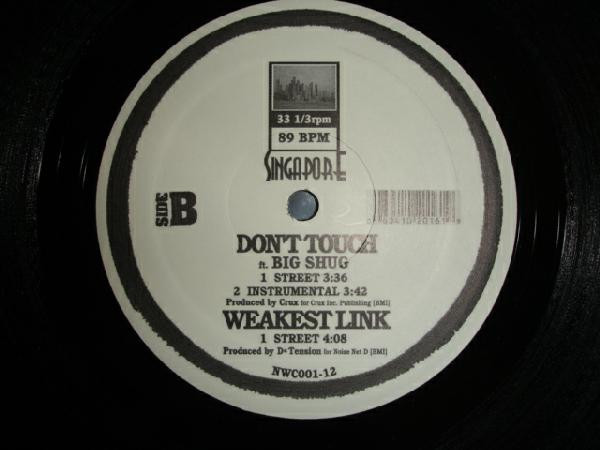 33 1/3rpm
89 BPM
SINGAPORE
SIDE B
DON'T TOUCH
ft. BIG SHUG
1 STREET 3:36
2 INSTRUMENTAL 3:42
Produced by Crux for Crux Inc. Publishing [BMI]
WEAKEST LINK
1 STREET 4:08
Produced by D-Tension for Noise Net D [BMI]
NWC001-12